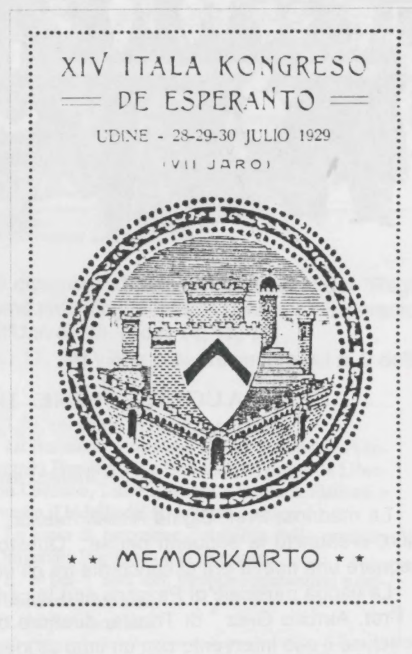 XIV ITALA KONGRESO
DE ESPERANTO
UDINE - 28-29-30 JULIO 1929
(VII JARO)
MEMORKARTO